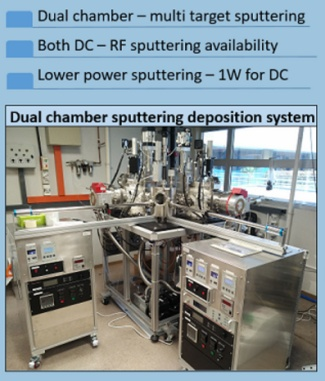 Dual chamber – multi target sputtering
Both DC – RF sputtering availability
Lower power sputtering – 1W for DC
Dual chamber sputtering deposition system